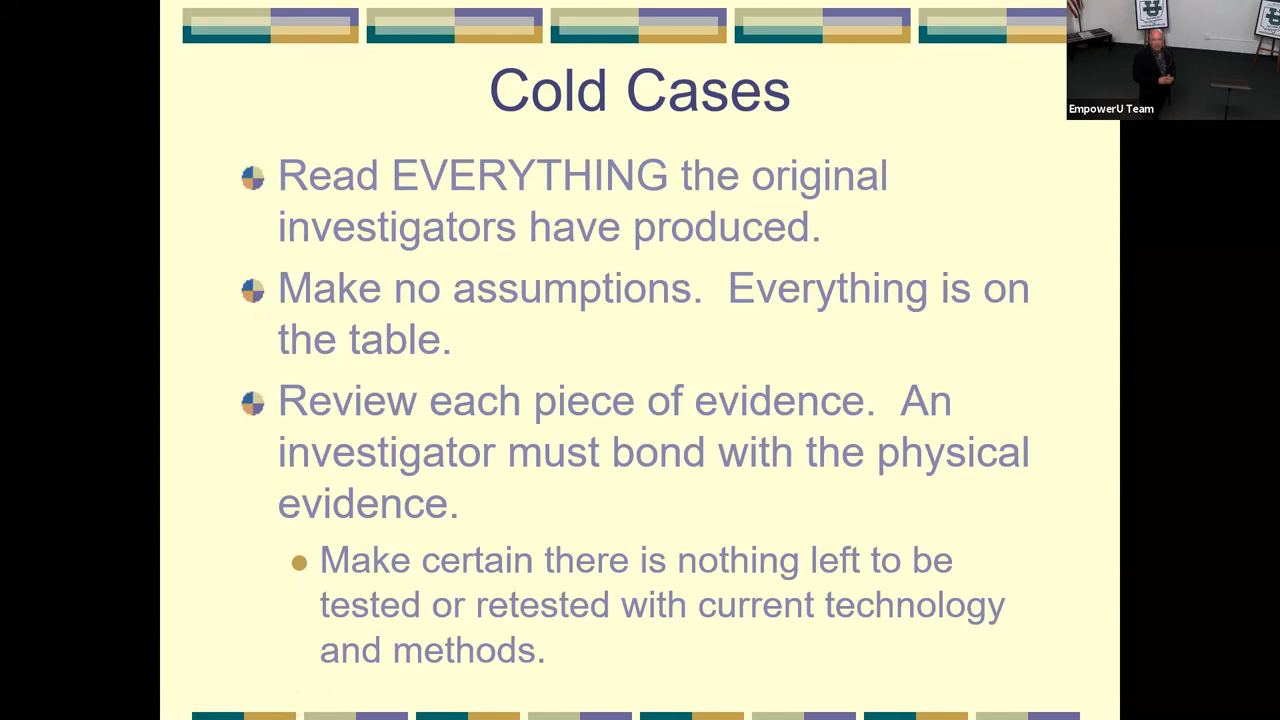 Cold Cases
Read EVERYTHING the original
investigators have produced.
Make no assumptions.  Everything is on
the table.
Review each piece of evidence.  An
investigator must bond with the physical
evidence.
Make certain there is nothing left to be
tested or retested with current technology
and methods.
EmpowerU Team